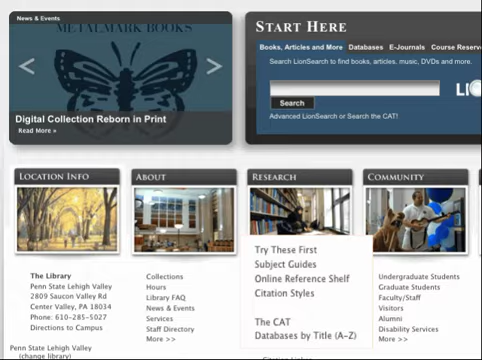 News & Events
METALMARK BOOKS
Digital Collection Reborn in Print
Read More »
START HERE
Books, Articles and More Databases E-Journals Course Reserv
Search LionSearch to find books, articles, music, DVDs and more.
Search
Advanced LionSearch or Search the CAT!
LOCATION INFO
The Library
Penn State Lehigh Valley
2809 Saucon Valley Rd
Center Valley, PA 18034
Phone: 610-285-5027
Directions to Campus
Penn State Lehigh Valley
(change library)
ABOUT
Collections
Hours
Library FAQ
News & Events
Services
Staff Directory
More >>
RESEARCH
Try These First
Subject Guides
Online Reference Shelf
Citation Styles
The CAT
Databases by Title (A-Z)
COMMUNITY
Undergraduate Students
Graduate Students
Faculty/Staff
Visitors
Alumni
Disability Services
More >>